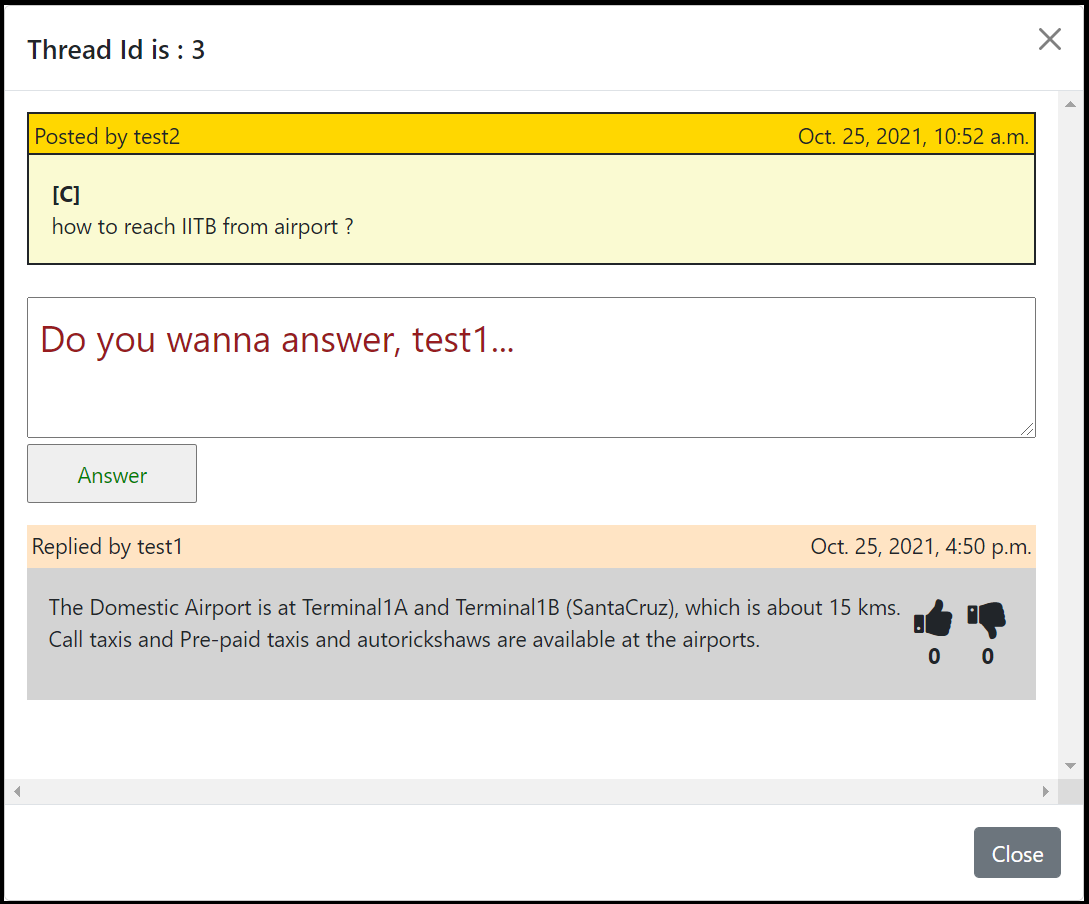 Thread Id is : 3
Posted by test2 Oct. 25, 2021, 10:52 a.m.
[C]
how to reach IITB from airport ?
Do you wanna answer, test1...
Answer
Replied by test1 Oct. 25, 2021, 4:50 p.m.
The Domestic Airport is at Terminal1A and Terminal1B (SantaCruz), which is about 15 kms.
Call taxis and Pre-paid taxis and autorickshaws are available at the airports.
0 0
Close